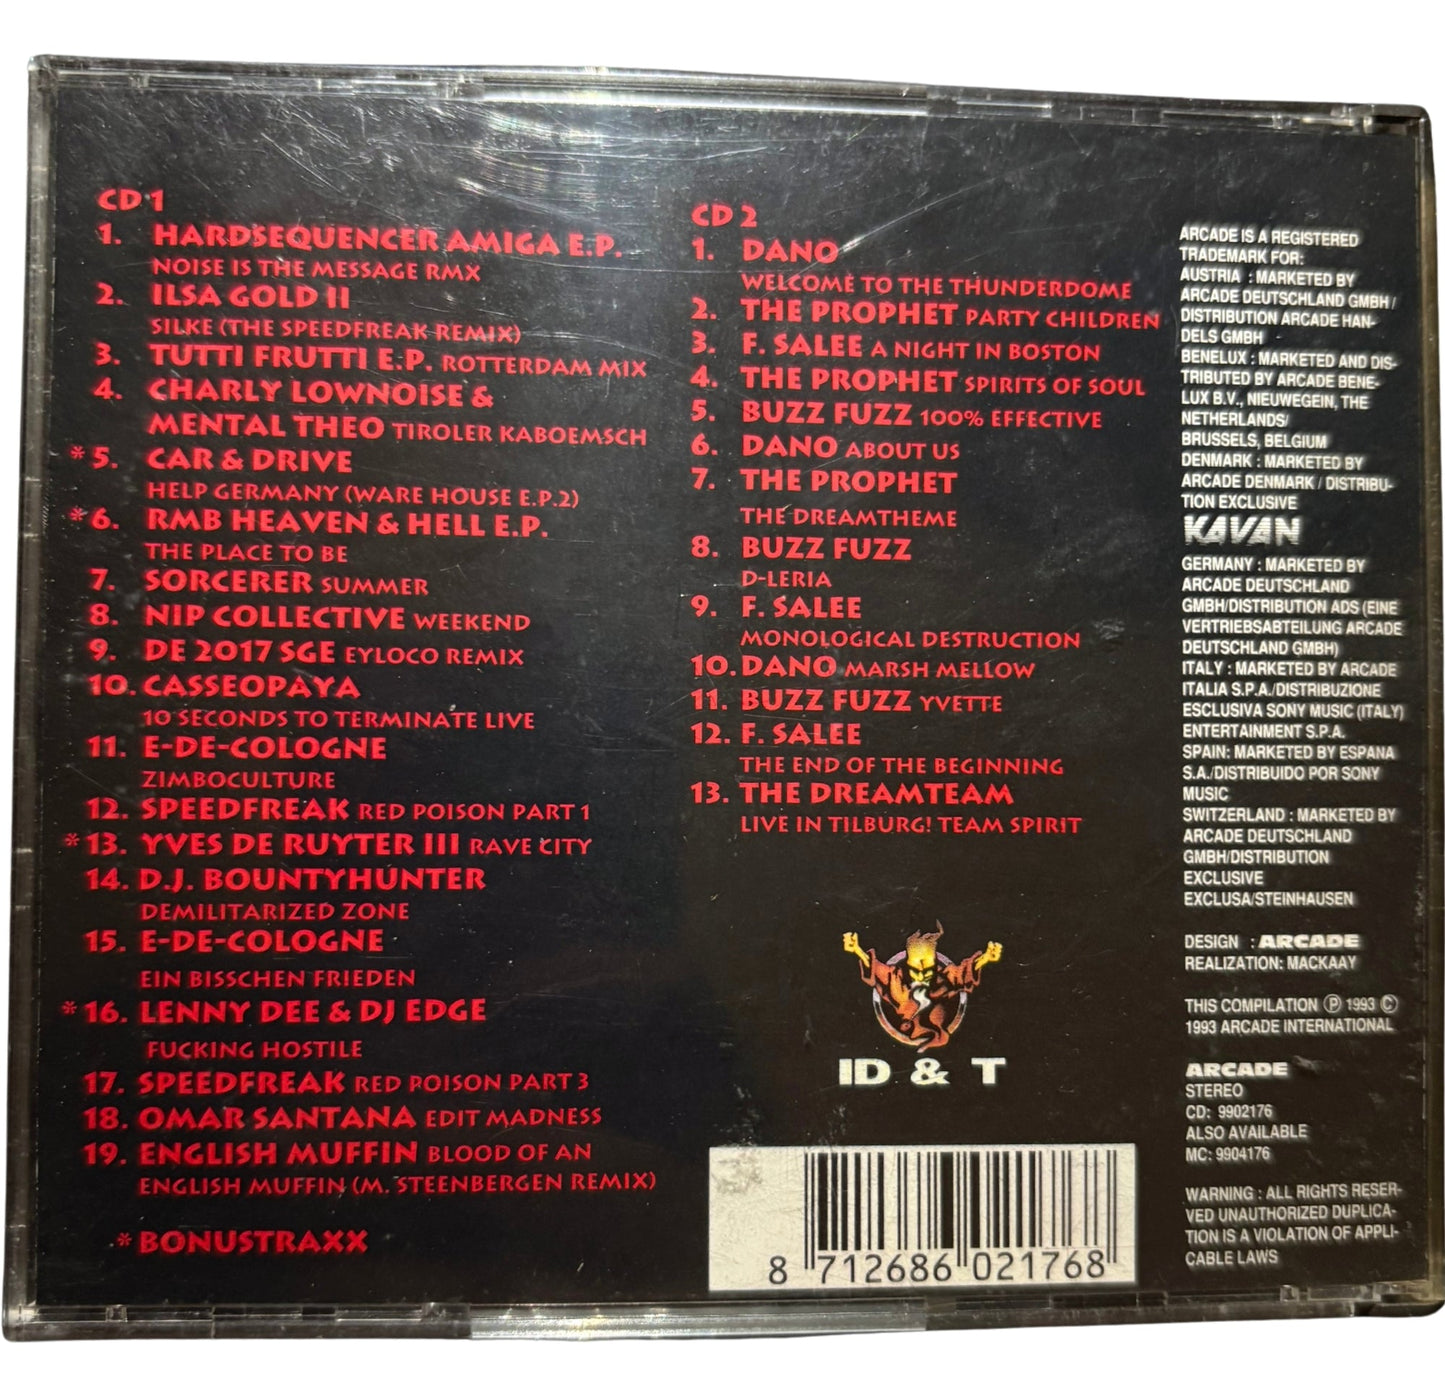 CD 1
1. HARDSEQUENCER AMIGA E.P.
NOISE IS THE MESSAGE RMX
2. ILSA GOLD II
SILKE (THE SPEEDFREAK REMIX)
3. TUTTI FRUTTI E.P. ROTTERDAM MIX
4. CHARLY LOWNOISE &
MENTAL THEO TIROLER KABOEMSCH
* 5. CAR & DRIVE
HELP GERMANY (WARE HOUSE E.P.2)
* 6. RMB HEAVEN & HELL E.P.
THE PLACE TO BE
7. SORCERER SUMMER
8. NIP COLLECTIVE WEEKEND
9. DE 2017 SGE EYLOCO REMIX
10. CASSEOPAYA
10 SECONDS TO TERMINATE LIVE
11. E-DE-COLOGNE
ZIMBOCULTURE
12. SPEEDFREAK RED POISON PART 1
* 13. YVES DE RUYTER III RAVE CITY
14. D.J. BOUNTYHUNTER
DEMILITARIZED ZONE
15. E-DE-COLOGNE
EIN BISSCHEN FRIEDEN
* 16. LENNY DEE & DJ EDGE
FUCKING HOSTILE
17. SPEEDFREAK RED POISON PART 3
18. OMAR SANTANA EDIT MADNESS
19. ENGLISH MUFFIN BLOOD OF AN
ENGLISH MUFFIN (M. STEENBERGEN REMIX)
* BONUSTRAXX
CD 2
1. DANO
WELCOME TO THE THUNDERDOME
2. THE PROPHET PARTY CHILDREN
3. F. SALEE A NIGHT IN BOSTON
4. THE PROPHET SPIRITS OF SOUL
5. BUZZ FUZZ 100% EFFECTIVE
6. DANO ABOUT US
7. THE PROPHET
THE DREAMTHEME
8. BUZZ FUZZ
D-LERIA
9. F. SALEE
MONOLOGICAL DESTRUCTION
10. DANO MARSH MELLOW
11. BUZZ FUZZ YVETTE
12. F. SALEE
THE END OF THE BEGINNING
13. THE DREAMTEAM
LIVE IN TILBURG! TEAM SPIRIT
ID & T
8 712686 021768
ARCADE IS A REGISTERED
TRADEMARK FOR:
AUSTRIA : MARKETED BY
ARCADE DEUTSCHLAND GMBH /
DISTRIBUTION ARCADE HAN-
DELS GMBH
BENELUX : MARKETED AND DIS-
TRIBUTED BY ARCADE BENE-
LUX B.V., NIEUWEGEIN, THE
NETHERLANDS/
BRUSSELS, BELGIUM
DENMARK : MARKETED BY
ARCADE DENMARK / DISTRIBU-
TION EXCLUSIVE
KAVAN
GERMANY : MARKETED BY
ARCADE DEUTSCHLAND
GMBH/DISTRIBUTION ADS (EINE
VERTRIEBSABTEILUNG ARCADE
DEUTSCHLAND GMBH)
ITALY : MARKETED BY ARCADE
ITALIA S.P.A./DISTRIBUZIONE
ESCLUSIVA SONY MUSIC (ITALY)
ENTERTAINMENT S.P.A.
SPAIN: MARKETED BY ESPANA
S.A./DISTRIBUIDO POR SONY
MUSIC
SWITZERLAND : MARKETED BY
ARCADE DEUTSCHLAND
GMBH/DISTRIBUTION
EXCLUSIVE
EXCLUSA/STEINHAUSEN
DESIGN : ARCADE
REALIZATION: MACKAAY
THIS COMPILATION ℗ 1993 ©
1993 ARCADE INTERNATIONAL
ARCADE
STEREO
CD: 9902176
ALSO AVAILABLE
MC: 9904176
WARNING : ALL RIGHTS RESER-
VED UNAUTHORIZED DUPLICA-
TION IS A VIOLATION OF APPLI-
CABLE LAWS